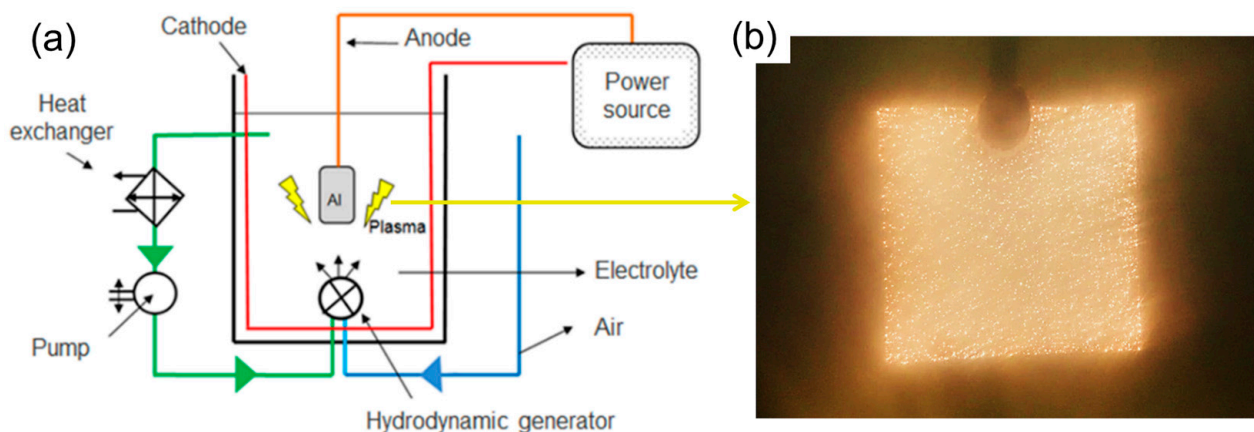 (a)
Cathode
Anode
Power
source
(b)
Heat
exchanger
Al
Plasma
Electrolyte
Pump
Air
Hydrodynamic generator